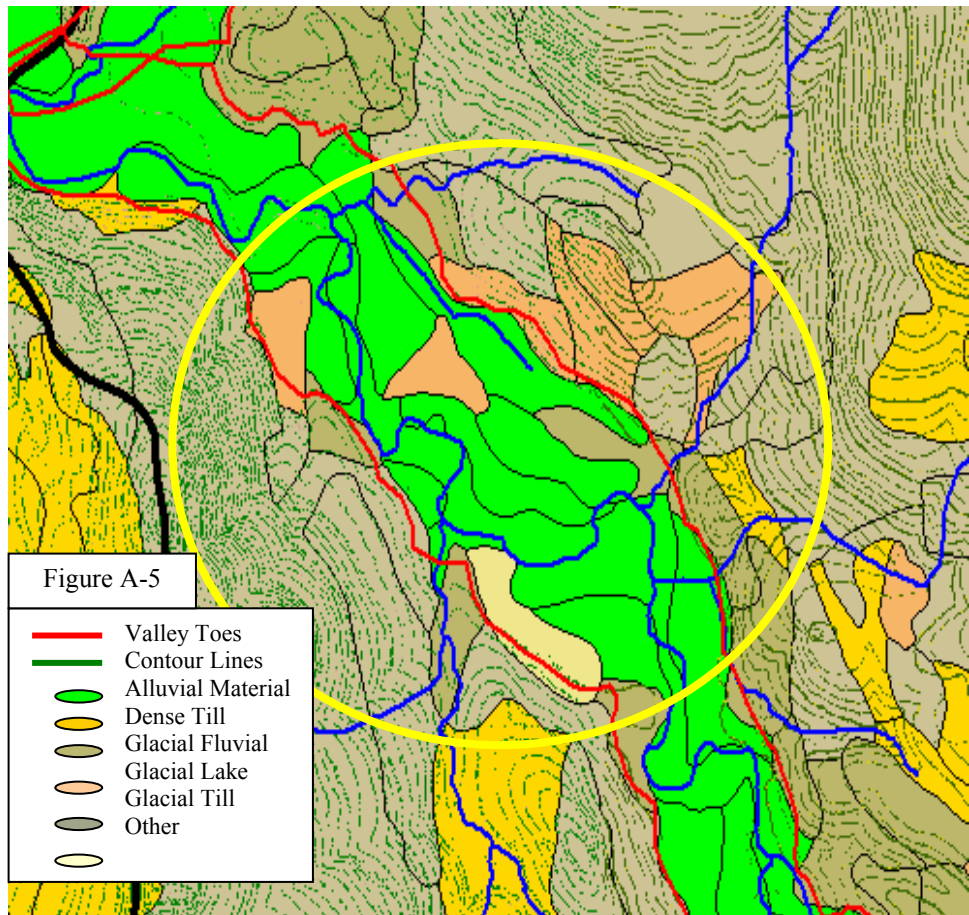 Figure A-5
Valley Toes
Contour Lines
Alluvial Material
Dense Till
Glacial Fluvial
Glacial Lake
Glacial Till
Other